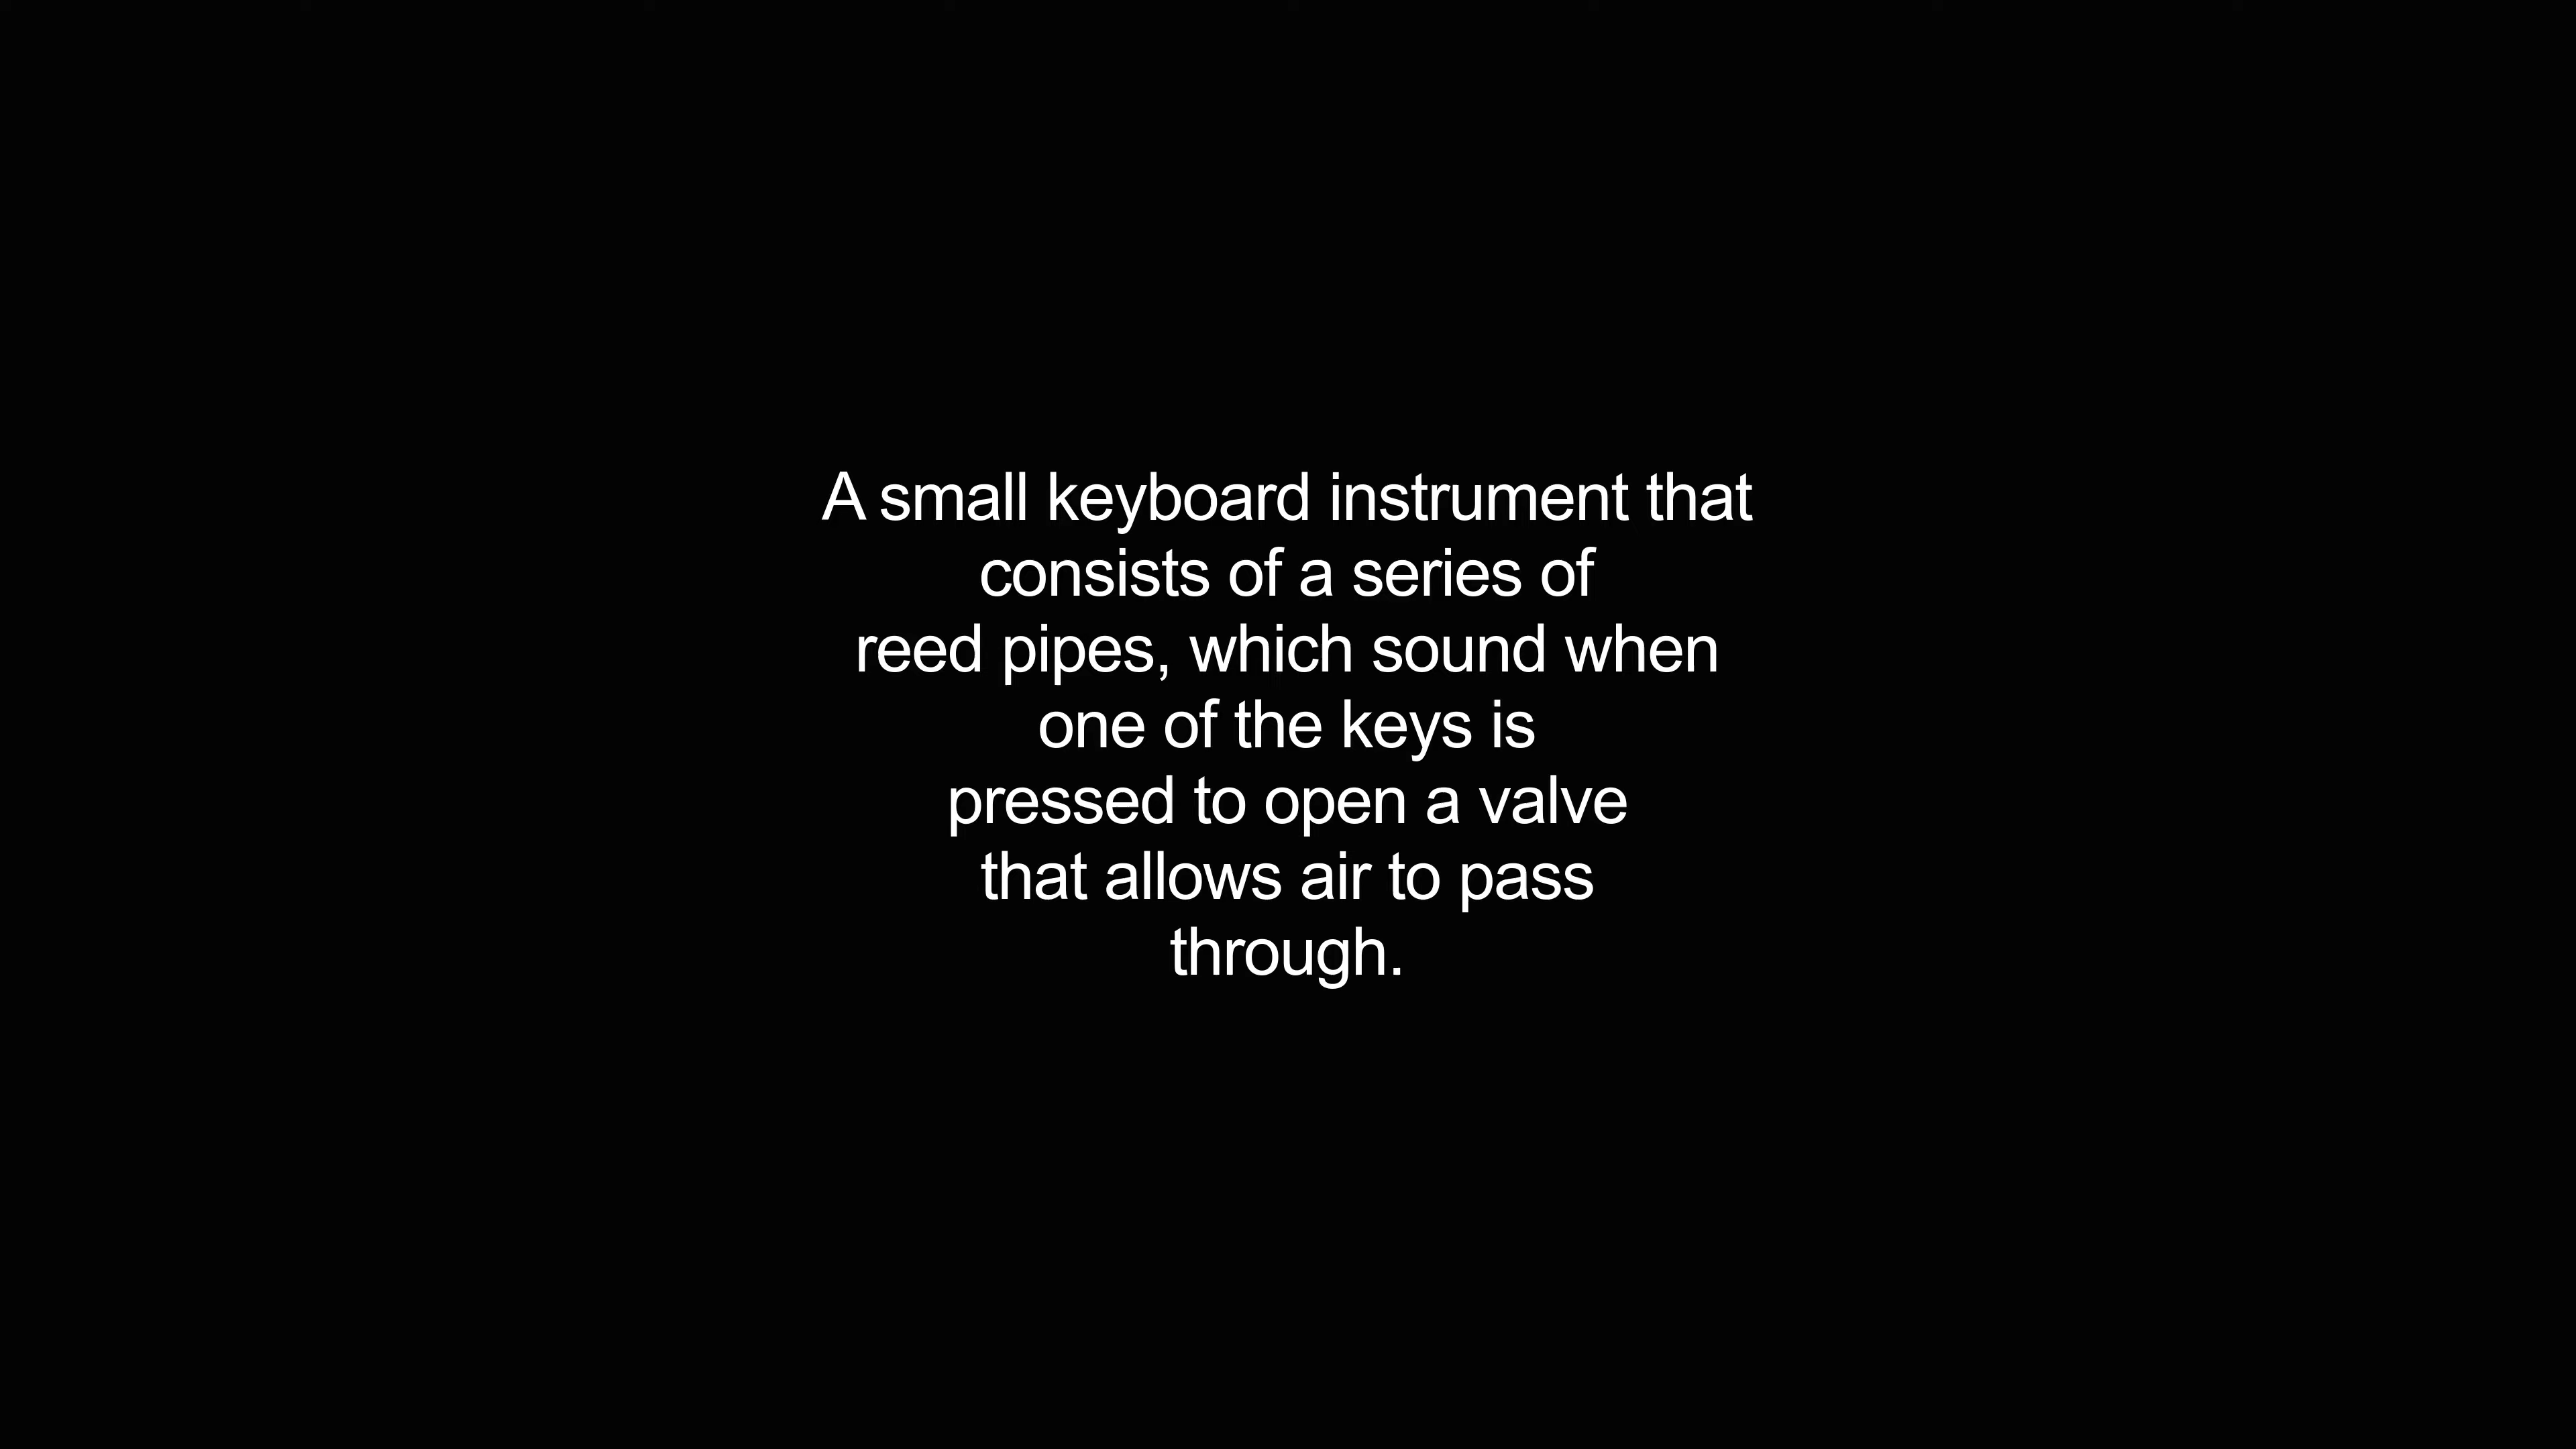 A small keyboard instrument that
consists of a series of
reed pipes, which sound when
one of the keys is
pressed to open a valve
that allows air to pass
through.